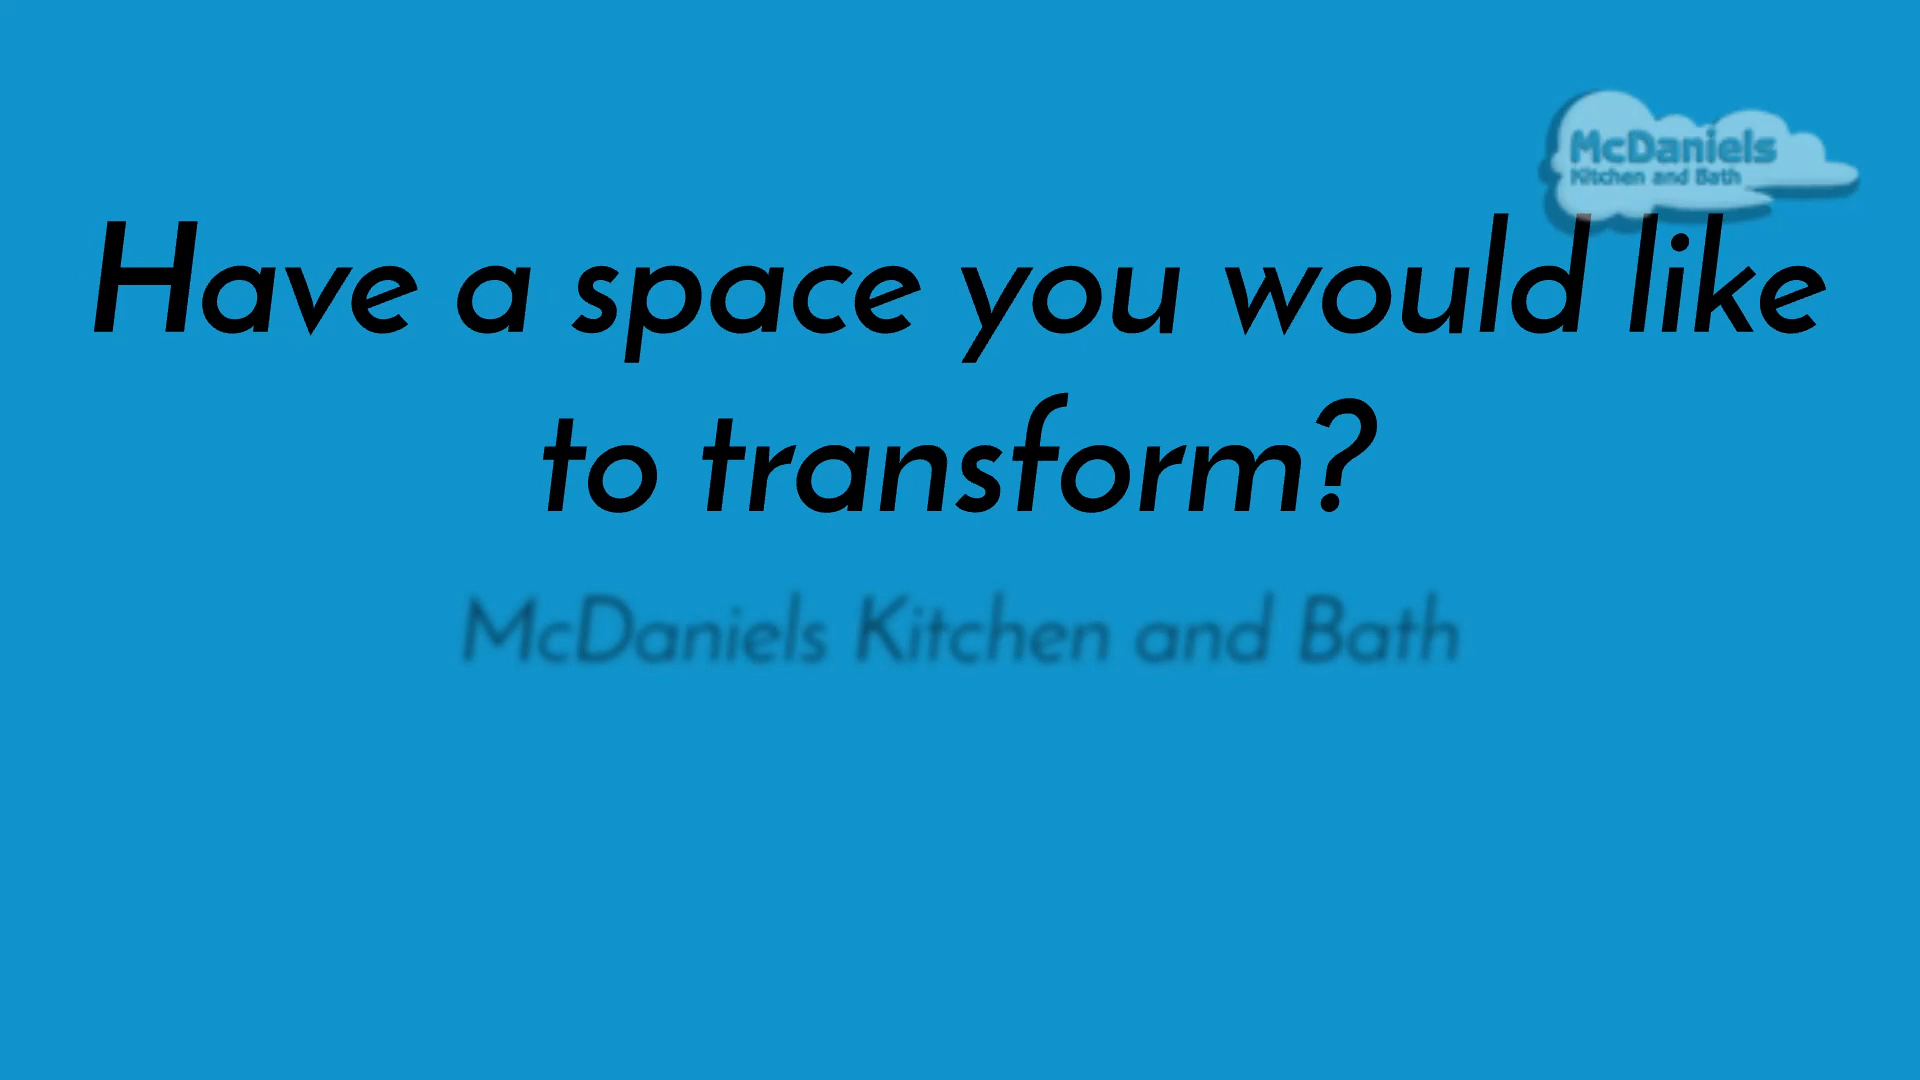 McDaniels
Kitchen and Bath
Have a space you would like
to transform?
McDaniels Kitchen and Bath